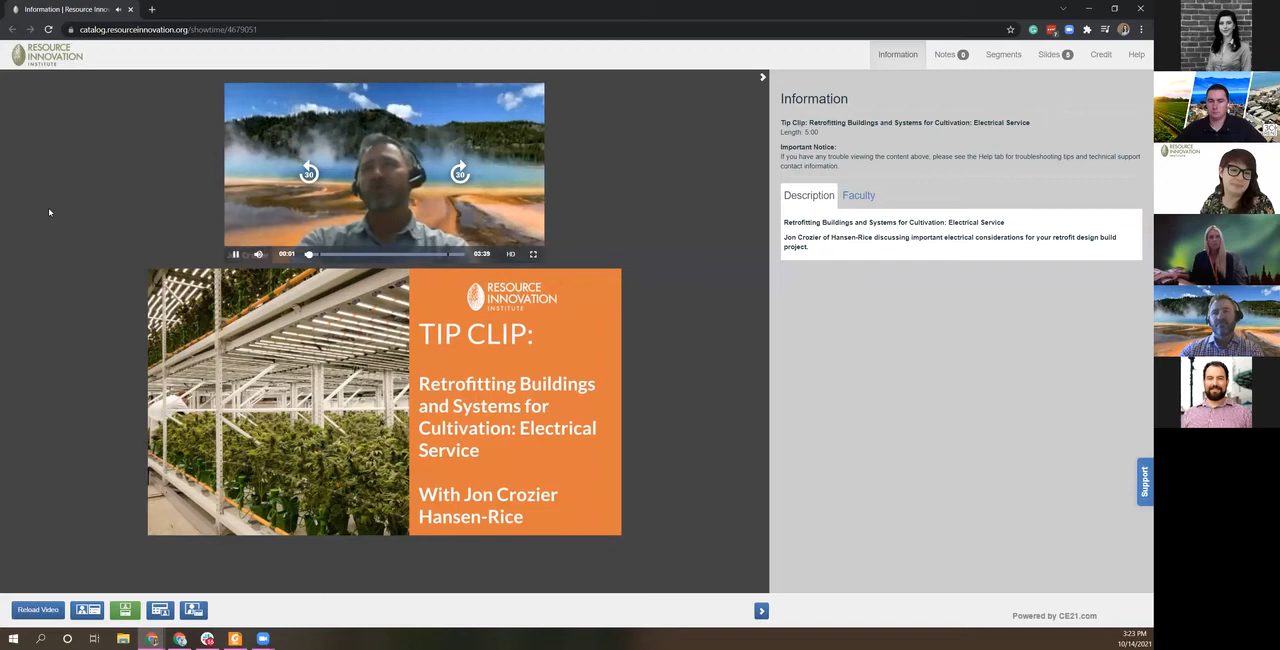 Information | Resource Innov
catalog.resourceinnovation.org/showtime/4679051
RESOURCE
INNOVATION
INSTITUTE
Information
Notes 0
Segments
Slides 5
Credit
Help
30
30
00:01
03:39
HD
RESOURCE
INNOVATION
INSTITUTE
TIP CLIP:
Retrofitting Buildings
and Systems for
Cultivation: Electrical
Service
With Jon Crozier
Hansen-Rice
Information
Tip Clip: Retrofitting Buildings and Systems for Cultivation: Electrical Service
Length: 5:00
Important Notice:
If you have any trouble viewing the content above, please see the Help tab for troubleshooting tips and technical support
contact information.
Description
Faculty
Retrofitting Buildings and Systems for Cultivation: Electrical Service
Jon Crozier of Hansen-Rice discussing important electrical considerations for your retrofit design build
project.
Support
RESOURCE
INNOVATION
INSTITUTE
Reload Video
Powered by CE21.com
3:23 PM
10/14/2021